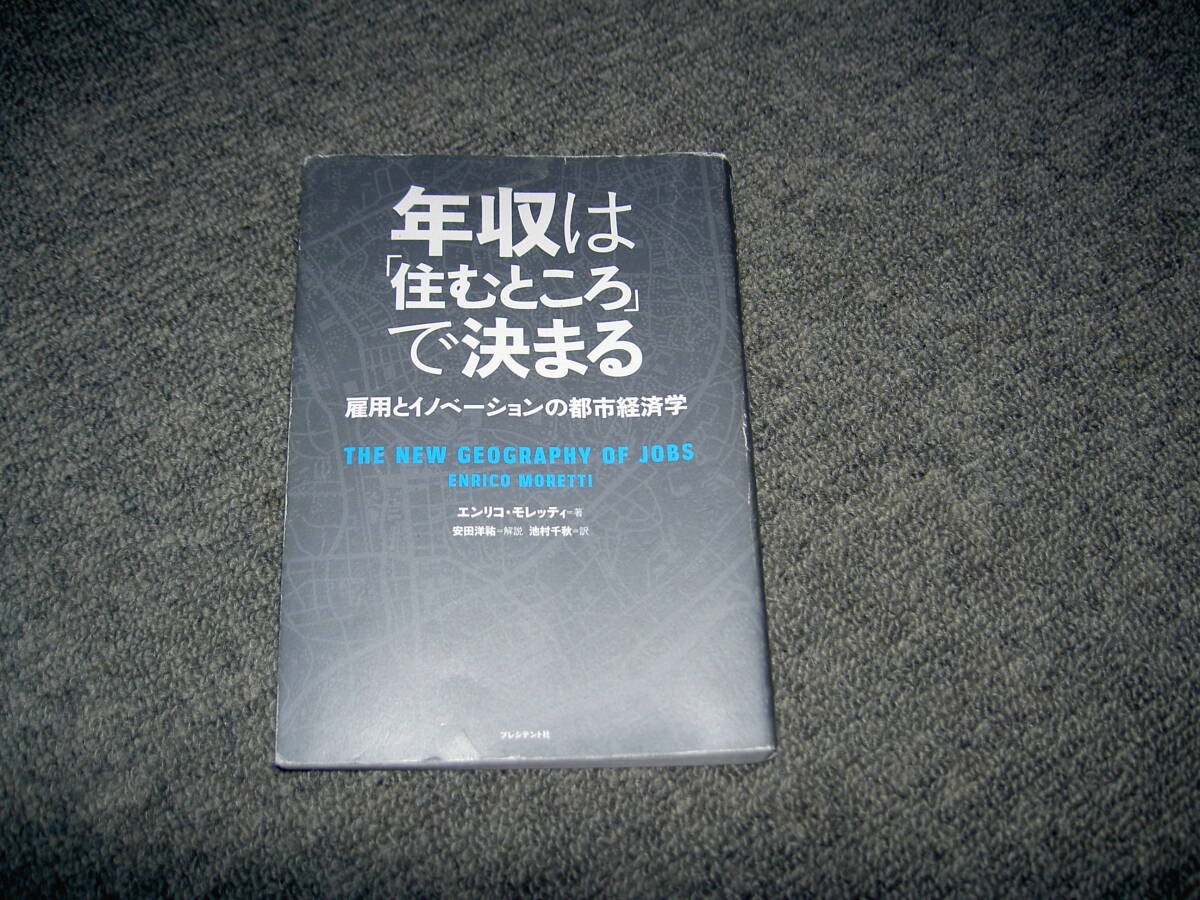 年収は
「住むところ」
で決まる
雇用とイノベーションの都市経済学
THE NEW GEOGRAPHY OF JOBS
ENRICO MORETTI
エンリコ・モレッティ=著
安田洋祐=解説 池村千秋=訳
プレジデント社